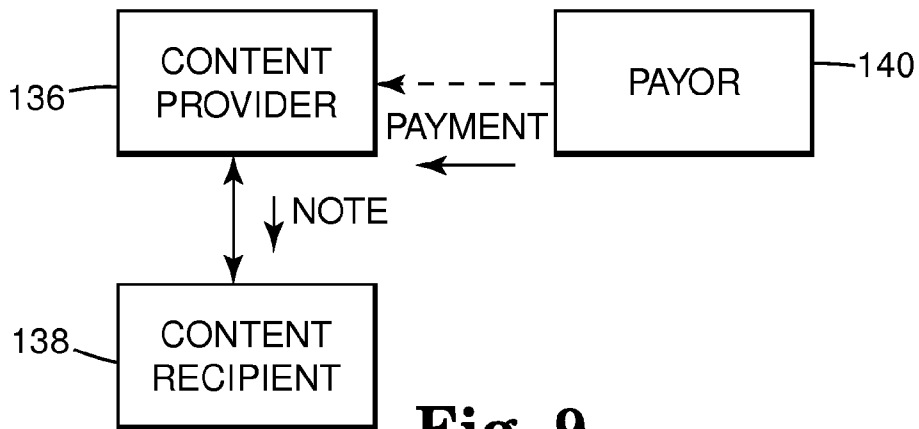 CONTENT
PROVIDER
136
PAYOR
140
PAYMENT
NOTE
CONTENT
RECIPIENT
138
Fig. 9